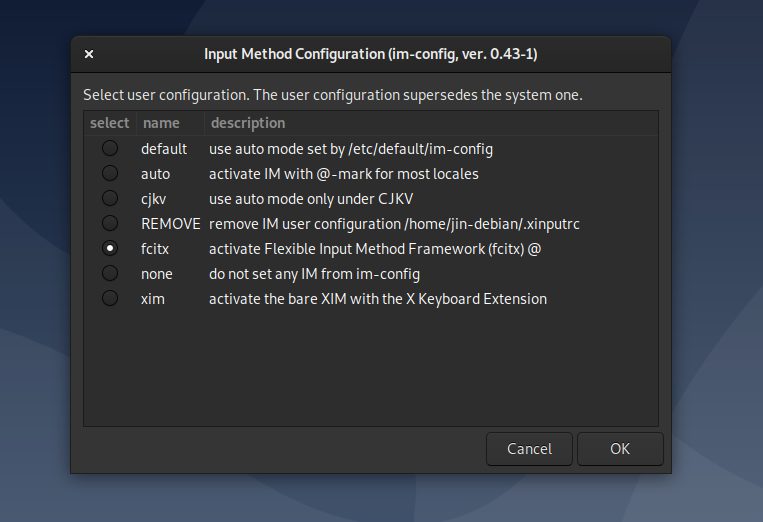 Input Method Configuration (im-config, ver. 0.43-1)
Select user configuration. The user configuration supersedes the system one.
select name description
default use auto mode set by /etc/default/im-config
auto activate IM with @-mark for most locales
cjkv use auto mode only under CJKV
REMOVE remove IM user configuration /home/jin-debian/.xinputrc
fcitx activate Flexible Input Method Framework (fcitx) @
none do not set any IM from im-config
xim activate the bare XIM with the X Keyboard Extension
Cancel OK